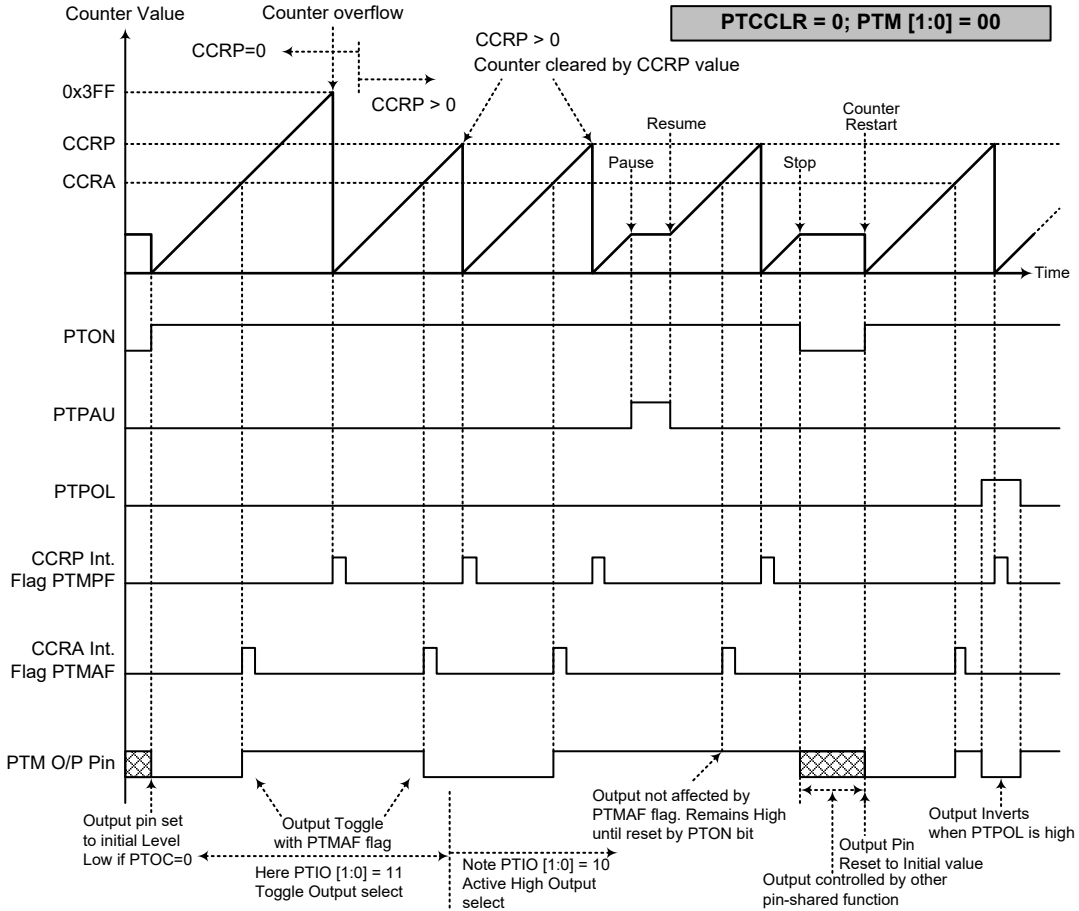 Counter Value
Counter overflow
PTCCLR = 0; PTM [1:0] = 00
CCRP=0
CCRP > 0
CCRP > 0
Counter cleared by CCRP value
0x3FF
CCRP
CCRA
Pause
Resume
Stop
Counter
Restart
Time
PTON
PTPAU
PTPOL
CCRP Int.
Flag PTMPF
CCRA Int.
Flag PTMAF
PTM O/P Pin
Output pin set
to initial Level
Low if PTOC=0
Output Toggle
with PTMAF flag
Here PTIO [1:0] = 11
Toggle Output select
Note PTIO [1:0] = 10
Active High Output
select
Output not affected by
PTMAF flag. Remains High
until reset by PTON bit
Output Pin
Reset to Initial value
Output controlled by other
pin-shared function
Output Inverts
when PTPOL is high